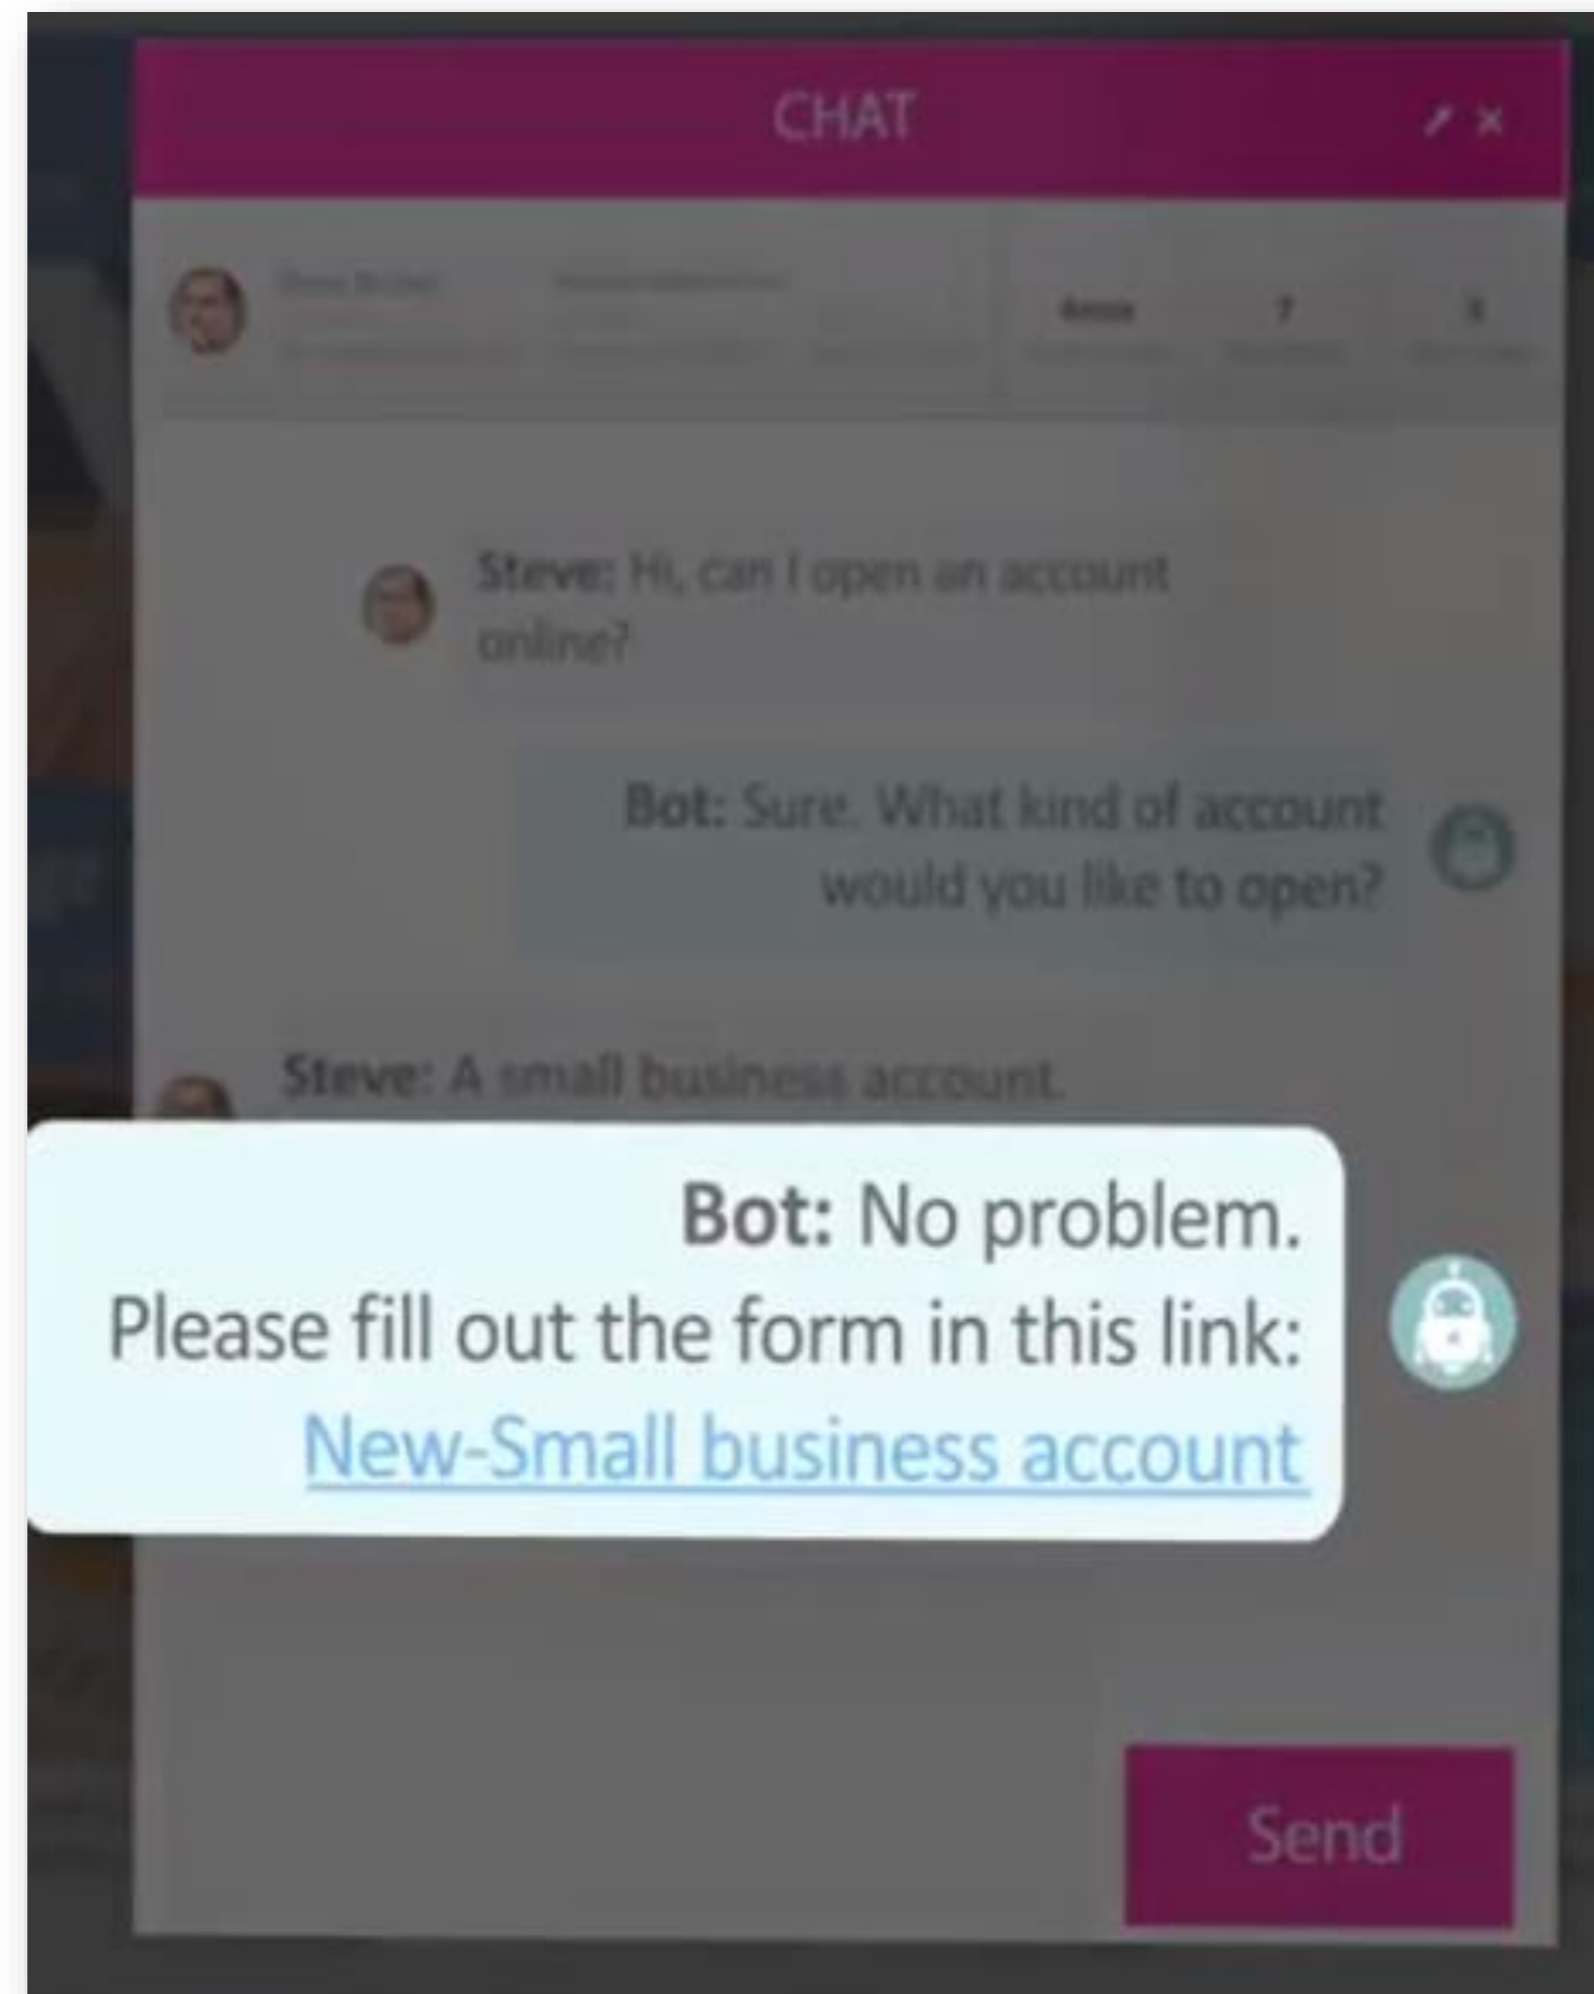 CHAT
7
Steve: Hi, can I open an account
online?
Bot: Sure. What kind of account
would you like to open?
Steve: A small business account.
Bot: No problem.
Please fill out the form in this link:
New-Small business account
Send